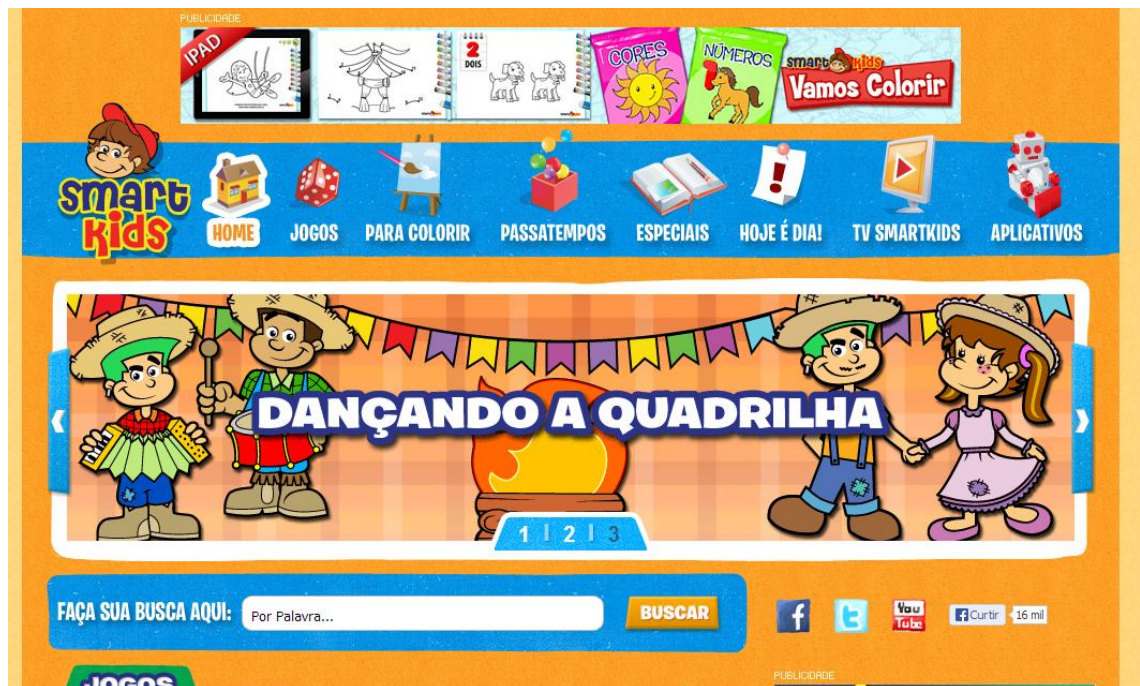 PUBLICIDADE
IPAD
2
DOIS
CORES
NÚMEROS
smart kids
Vamos Colorir
smart
kids
HOME
JOGOS
PARA COLORIR
PASSATEMPOS
ESPECIAIS
HOJE É DIA!
TV SMARTKIDS
APLICATIVOS
DANÇANDO A QUADRILHA
1 | 2 | 3
FAÇA SUA BUSCA AQUI:
Por Palavra...
BUSCAR
f
t
You
Tube
f Curtir
16 mil
JOGOS
PUBLICIDADE